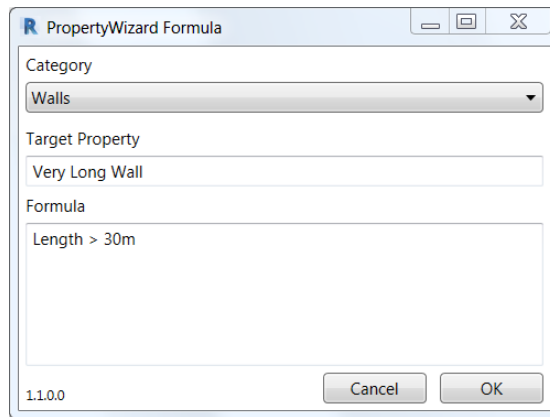 PropertyWizard Formula
Category
Walls
Target Property
Very Long Wall
Formula
Length > 30m
1.1.0.0
Cancel
OK